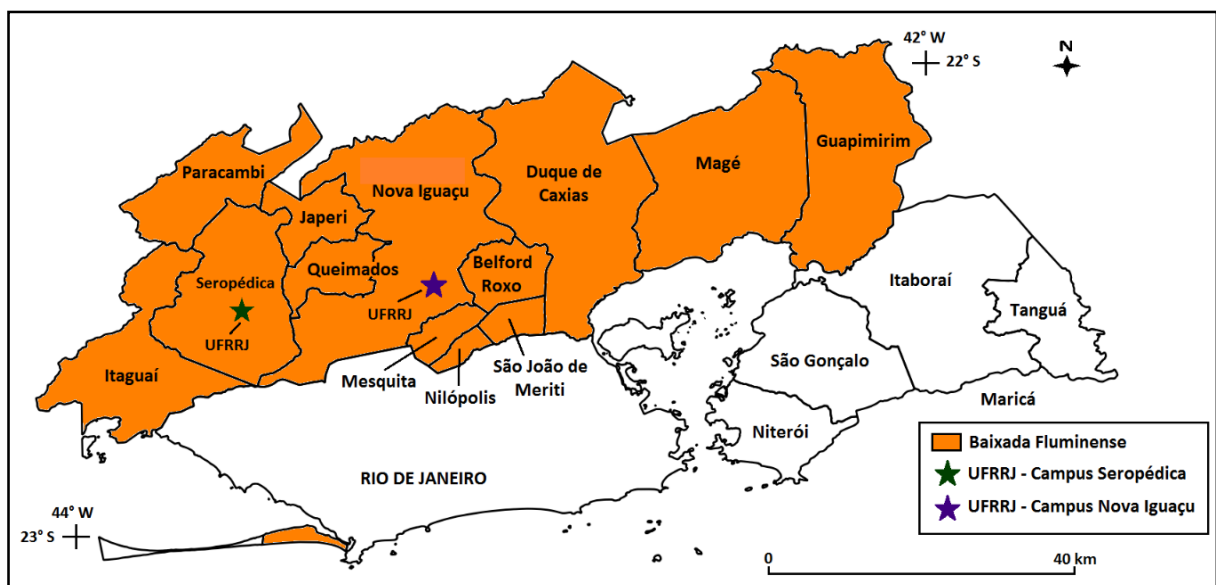 42° W
22° S
N
Guapimirim
Paracambi
Magé
Duque de
Caxias
Nova Iguaçu
Japeri
Queimados
Belford
Roxo
Seropédica
UFRRJ
UFRRJ
Itaboraí
Tanguá
Itaguaí
Mesquita
Nilópolis
São João de
Meriti
São Gonçalo
Maricá
Niterói
RIO DE JANEIRO
Baixada Fluminense
UFRRJ - Campus Seropédica
UFRRJ - Campus Nova Iguaçu
44° W
23° S
0 40 km